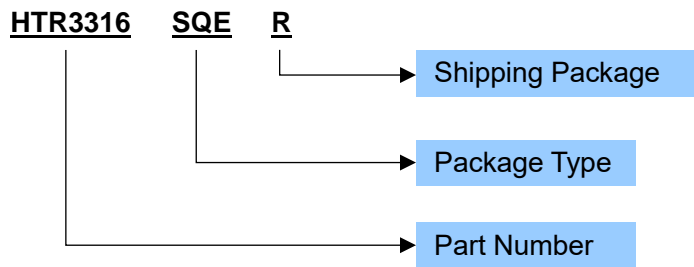 HTR3316 SQE R
Shipping Package
Package Type
Part Number